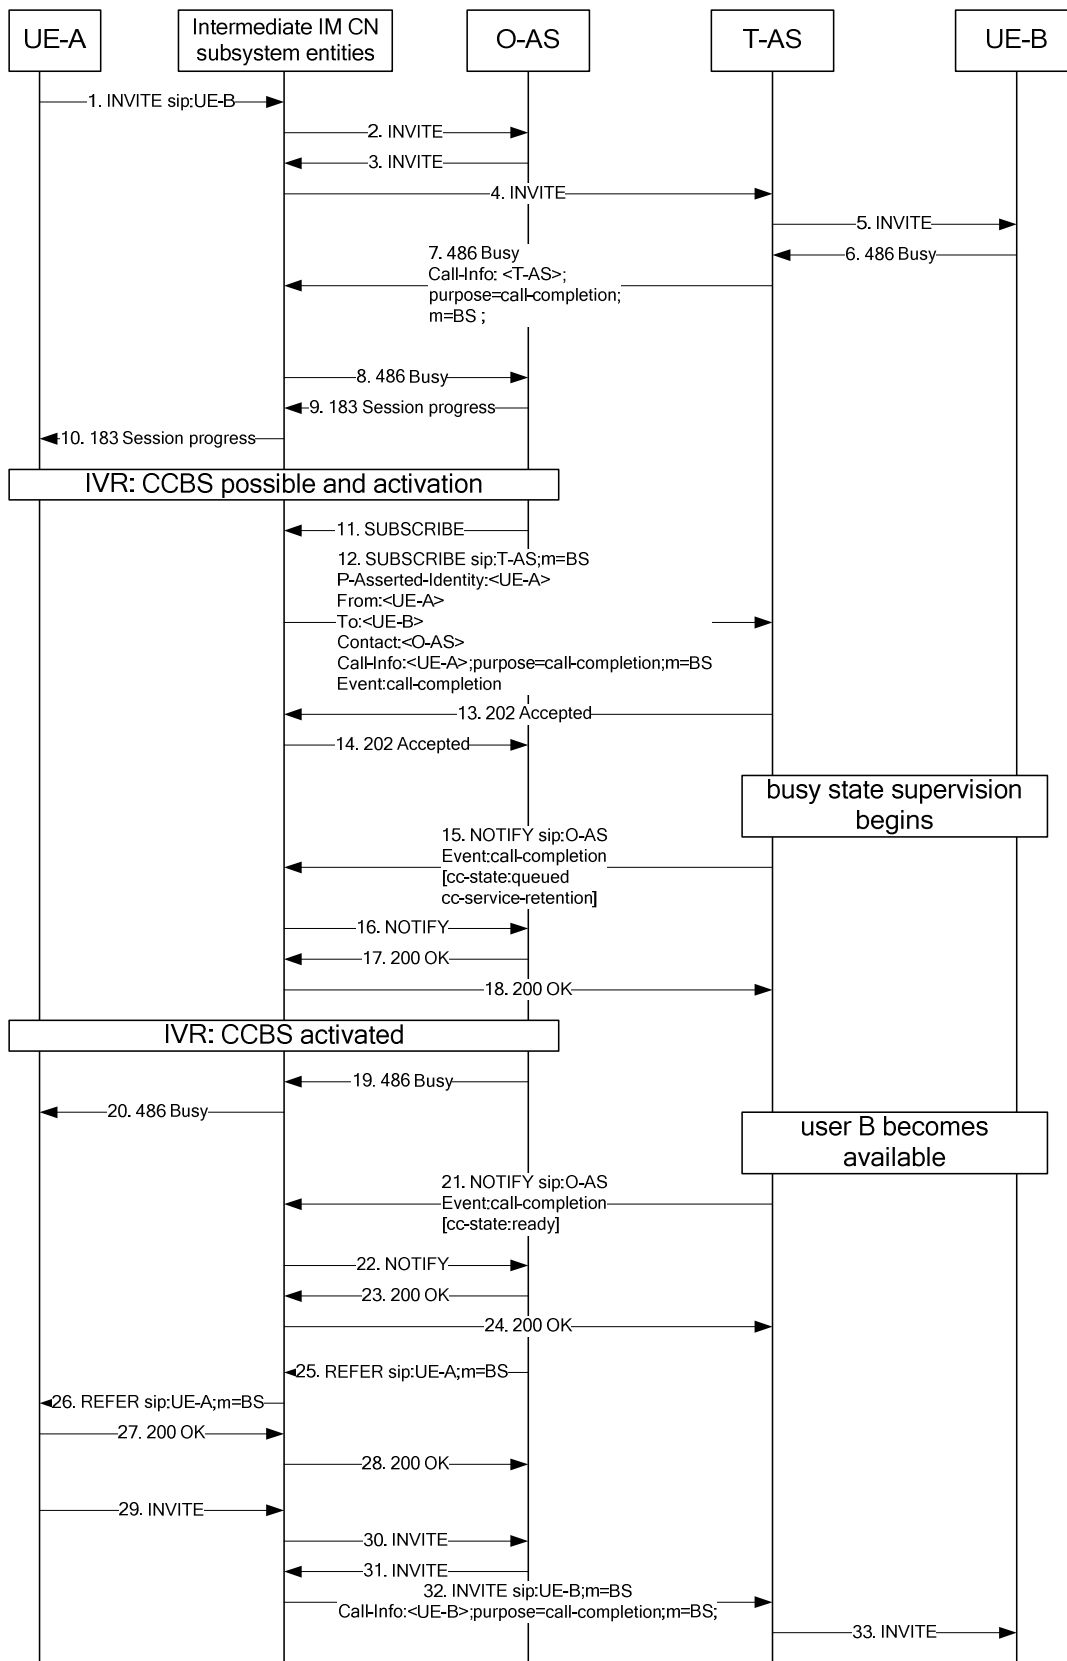 UE-A
Intermediate IM CN
subsystem entities
O-AS
T-AS
UE-B
1. INVITE sip:UE-B
2. INVITE
3. INVITE
4. INVITE
5. INVITE
6. 486 Busy
7. 486 Busy
Call-Info: <T-AS>;
purpose=call-completion;
m=BS ;
8. 486 Busy
9. 183 Session progress
10. 183 Session progress
IVR: CCBS possible and activation
11. SUBSCRIBE
12. SUBSCRIBE sip:T-AS;m=BS
P-Asserted-Identity:<UE-A>
From:<UE-A>
To:<UE-B>
Contact:<O-AS>
Call-Info:<UE-A>;purpose=call-completion;m=BS
Event:call-completion
13. 202 Accepted
14. 202 Accepted
busy state supervision
begins
15. NOTIFY sip:O-AS
Event:call-completion
[cc-state:queued
cc-service-retention]
16. NOTIFY
17. 200 OK
18. 200 OK
IVR: CCBS activated
19. 486 Busy
20. 486 Busy
user B becomes
available
21. NOTIFY sip:O-AS
Event:call-completion
[cc-state:ready]
22. NOTIFY
23. 200 OK
24. 200 OK
25. REFER sip:UE-A;m=BS
26. REFER sip:UE-A;m=BS
27. 200 OK
28. 200 OK
29. INVITE
30. INVITE
31. INVITE
32. INVITE sip:UE-B;m=BS
Call-Info:<UE-B>;purpose=call-completion;m=BS;
33. INVITE